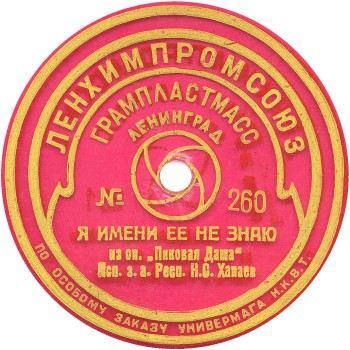 ЛЕНХИМПРОМСОЮЗ
ГРАМПЛАСТМАСС
ЛЕНИНГРАД
№ 260
Я ИМЕНИ ЕЕ НЕ ЗНАЮ
из оп. „Пиковая Дама“
Исп. з. а. Респ. Н.С. Ханаев
ПО ОСОБОМУ ЗАКАЗУ УНИВЕРМАГА Н.К.В.Т.